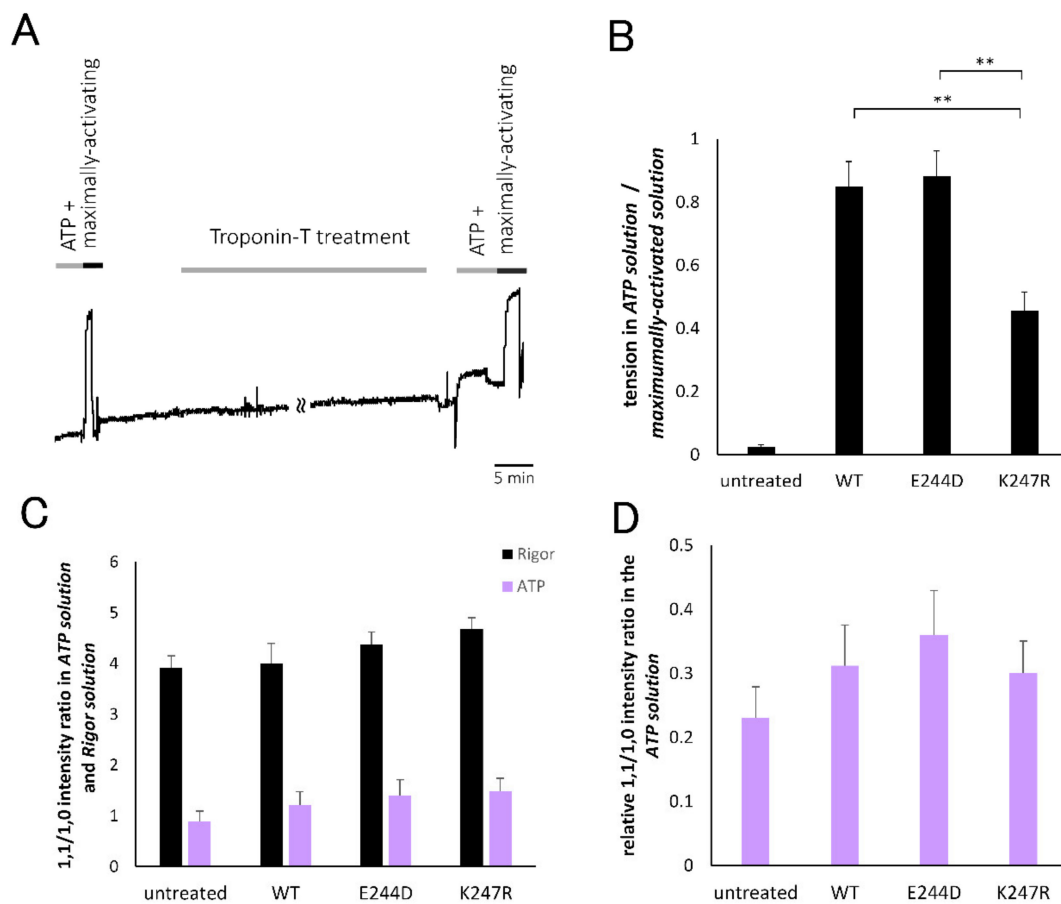 A
ATP +
maximally-activating
Troponin-T treatment
ATP +
maximally-activating
5 min
B
**
**
tension in ATP solution /
maximumally-activated solution
1
0.8
0.6
0.4
0.2
0
untreated
WT
E244D
K247R
C
1,1/1,0 intensity ratio in ATP solution
and Rigor solution
6
5
4
3
2
1
0
Rigor
ATP
untreated
WT
E244D
K247R
D
relative 1,1/1,0 intensity ratio in the
ATP solution
0.5
0.4
0.3
0.2
0.1
0
untreated
WT
E244D
K247R